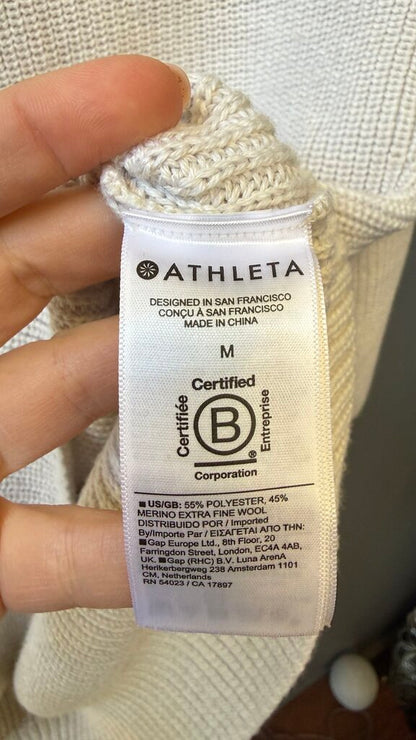 ATHLETA
DESIGNED IN SAN FRANCISCO
CONÇU À SAN FRANCISCO
MADE IN CHINA
M
Certified
Certifiée
B
Entreprise
®
Corporation
US/GB: 55% POLYESTER, 45%
MERINO EXTRA FINE WOOL
DISTRIBUIDO POR / Imported
By/Importe Par / ΕΙΣΑΓΕΤΑΙ ΑΠΟ ΤΗΝ:
Gap Europe Ltd., 8th Floor, 20
Farringdon Street, London, EC4A 4AB,
UK. Gap (RHC) B.V. Luna ArenA
Herikerbergweg 238 Amsterdam 1101
CM, Netherlands
RN 54023 / CA 17897